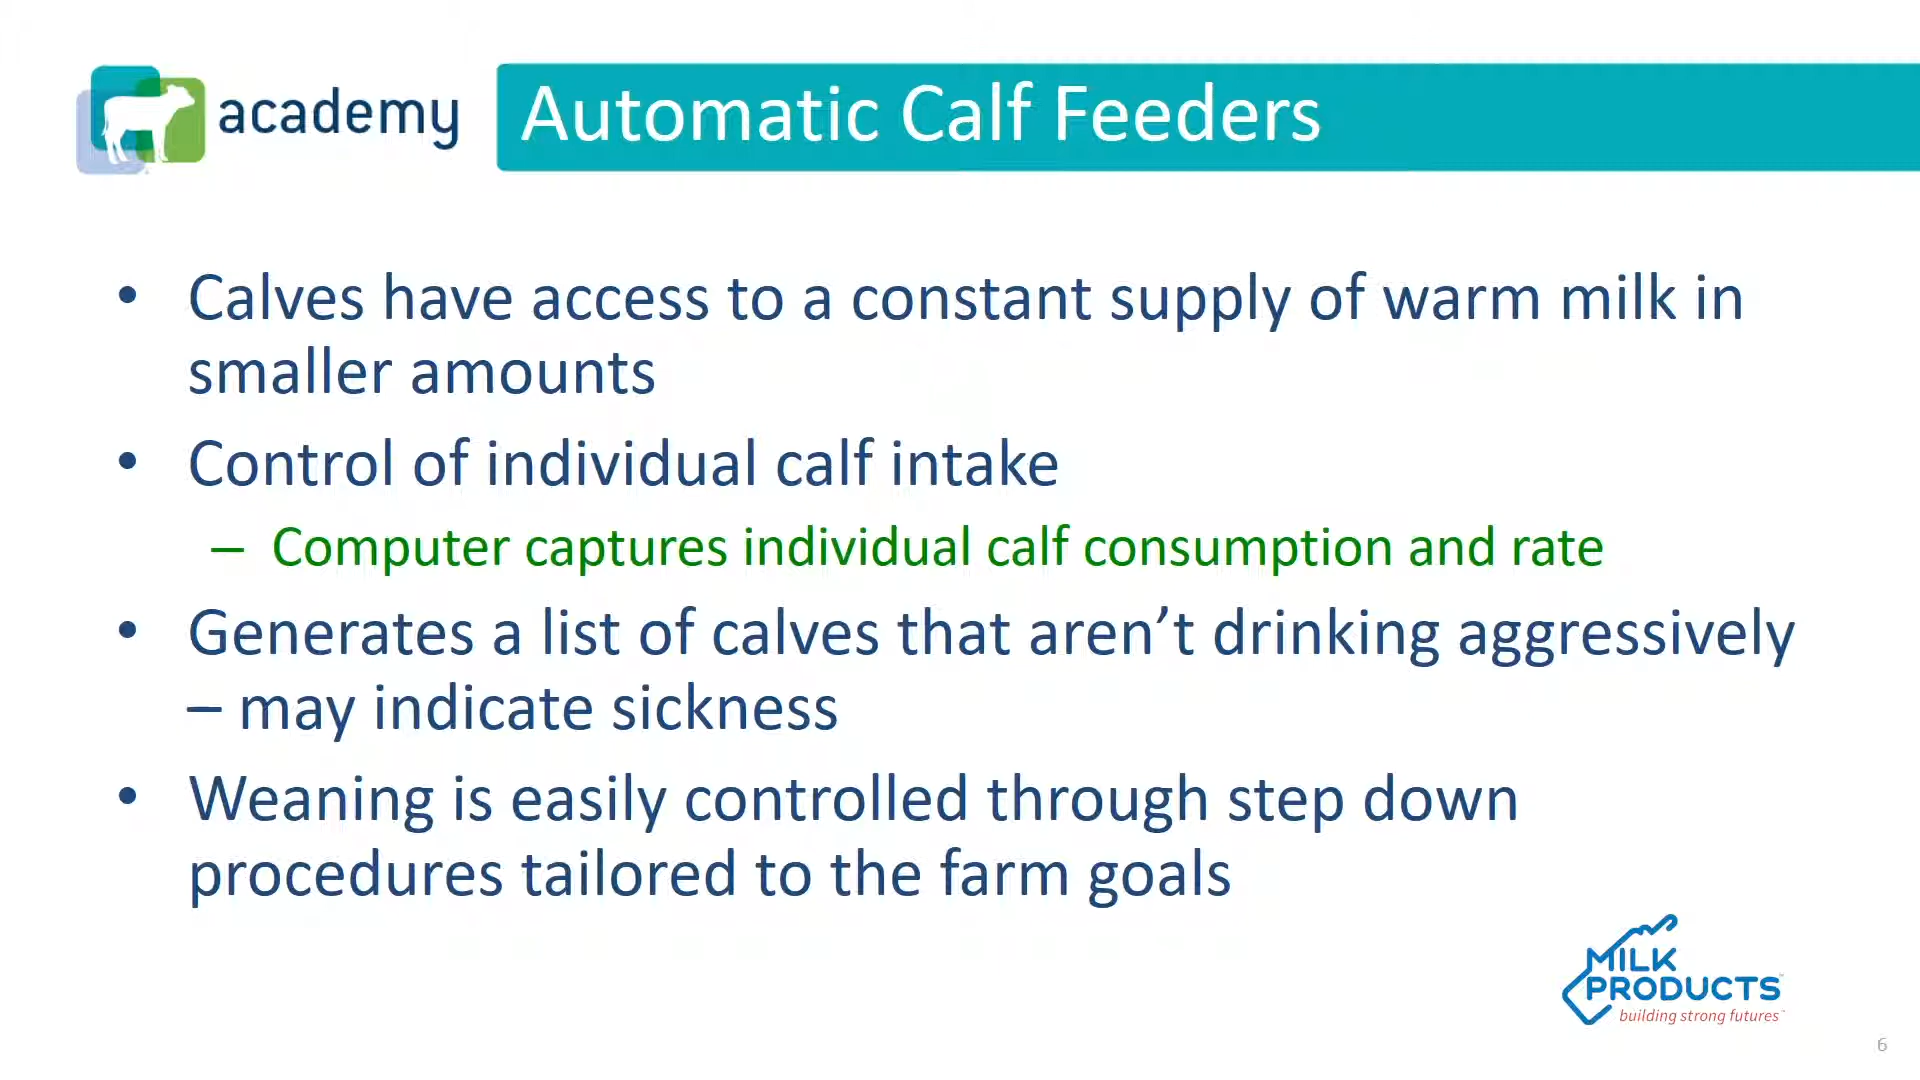 academy
Automatic Calf Feeders
• Calves have access to a constant supply of warm milk in
smaller amounts
• Control of individual calf intake
– Computer captures individual calf consumption and rate
• Generates a list of calves that aren’t drinking aggressively
– may indicate sickness
• Weaning is easily controlled through step down
procedures tailored to the farm goals
MILK
PRODUCTS
building strong futures
6